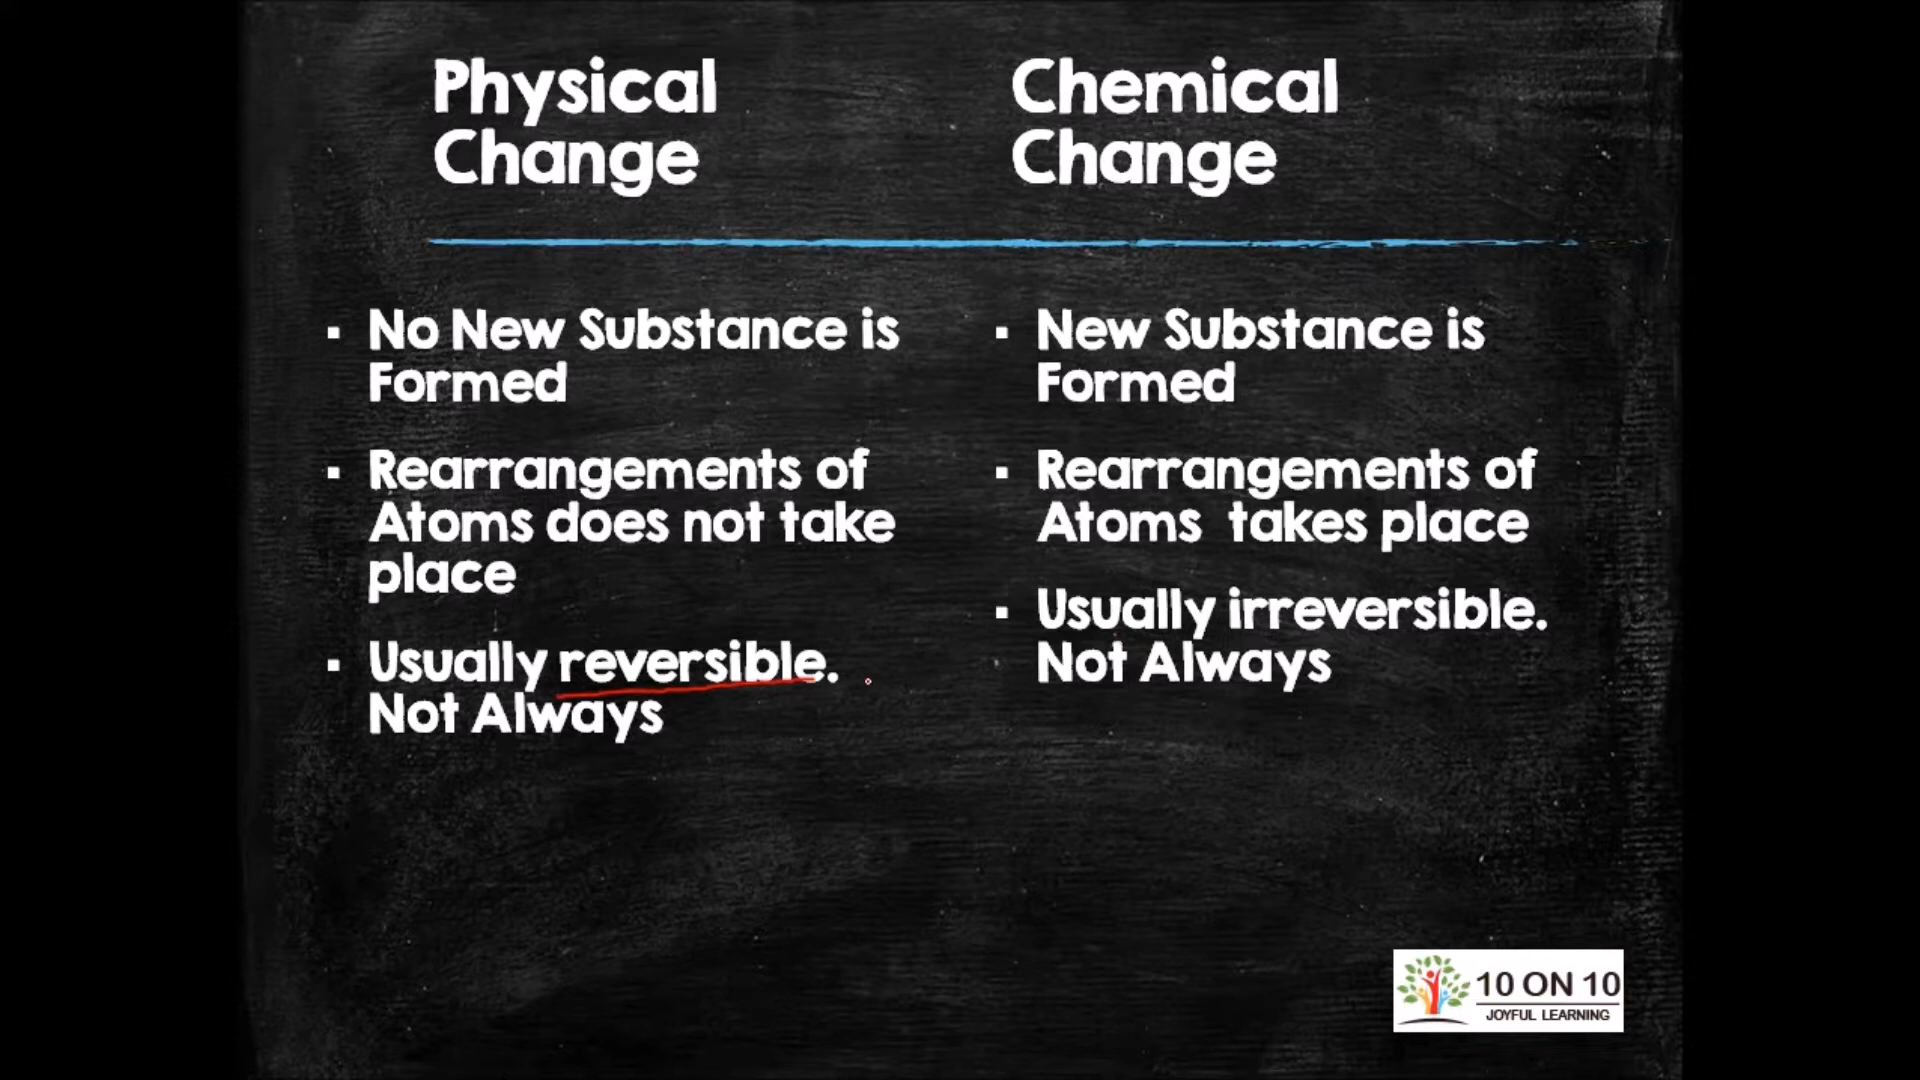 Physical
Change
Chemical
Change
▪ No New Substance is
Formed
▪ Rearrangements of
Atoms does not take
place
▪ Usually reversible.
Not Always
▪ New Substance is
Formed
▪ Rearrangements of
Atoms takes place
▪ Usually irreversible.
Not Always
10 ON 10
JOYFUL LEARNING